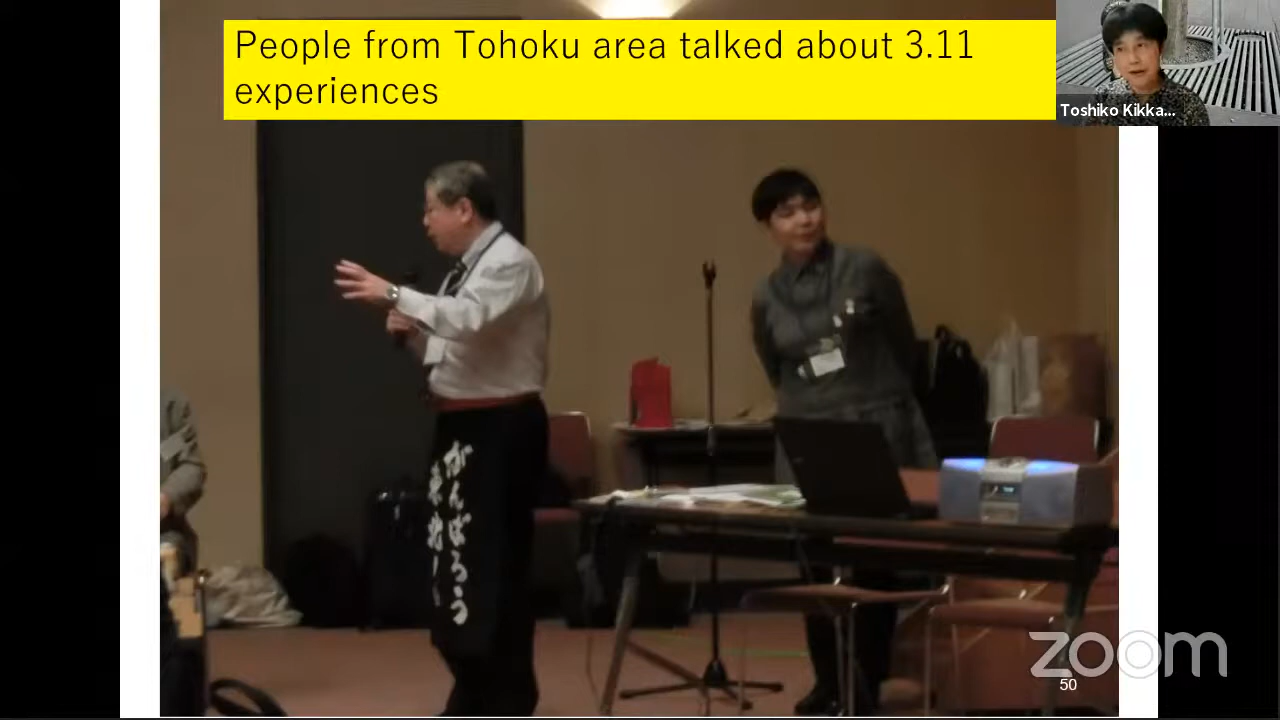 People from Tohoku area talked about 3.11
experiences
Toshiko Kikka...
がんばろう
東北！
zoom
50